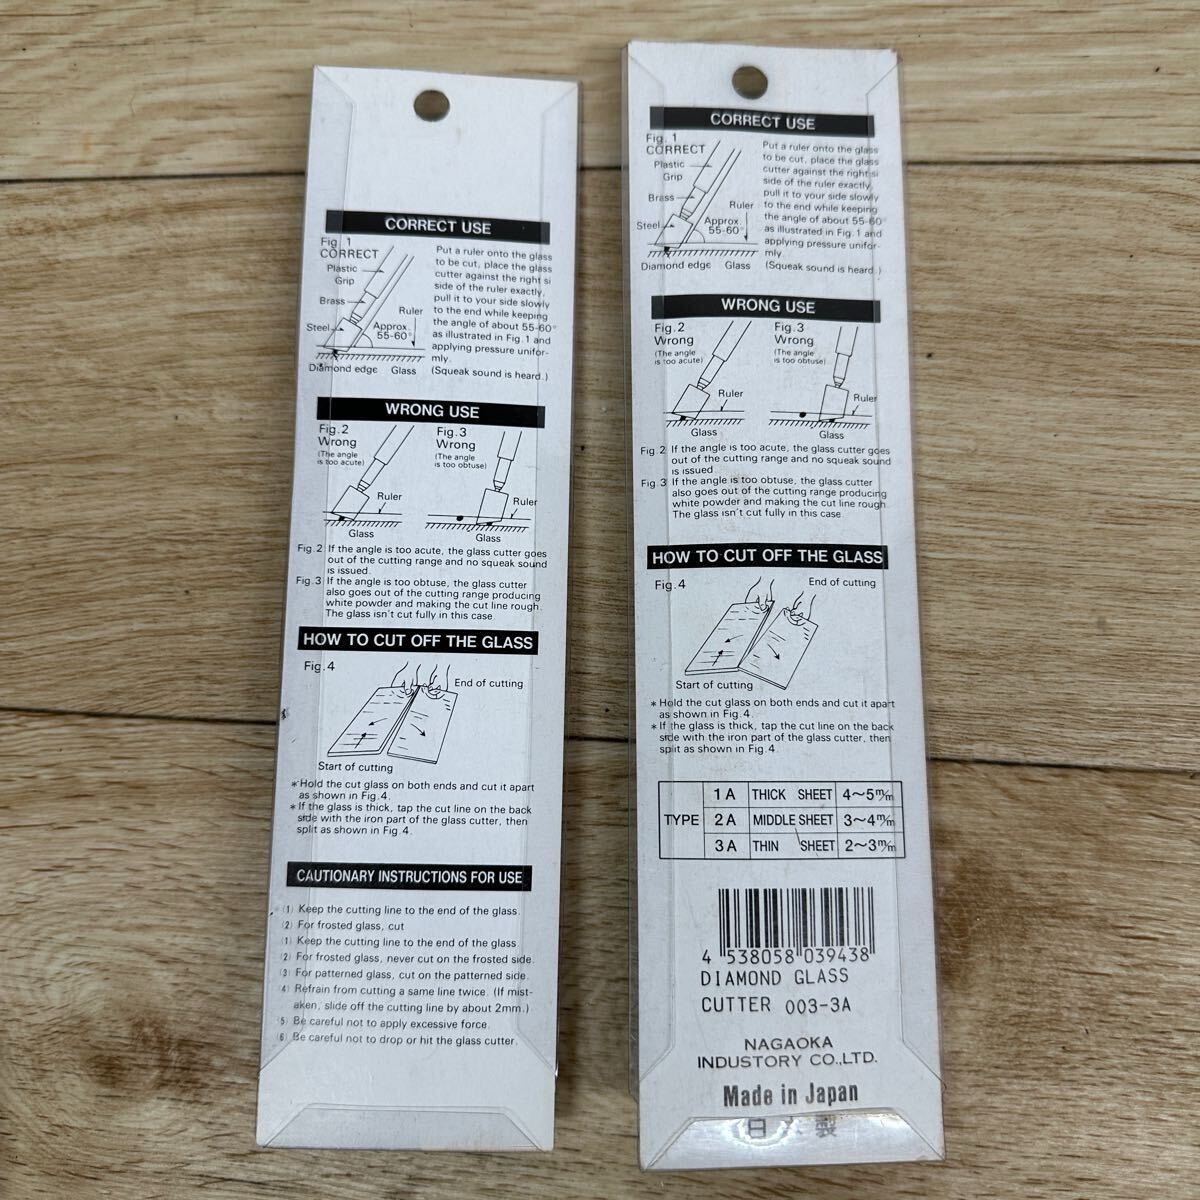 CORRECT USE
Fig. 1
CORRECT
Plastic
Grip
Brass
Ruler
Steel
Approx.
55-60°
Diamond edge Glass
Put a ruler onto the glass
to be cut, place the glass
cutter against the right si
side of the ruler exactly,
pull it to your side slowly
to the end while keeping
the angle of about 55-60°
as illustrated in Fig. 1 and
applying pressure unifor-
mly.
(Squeak sound is heard.)
WRONG USE
Fig.2
Wrong
(The angle
is too acute)
Ruler
Glass
Fig.3
Wrong
(The angle
is too obtuse)
Ruler
Glass
Fig.2 If the angle is too acute, the glass cutter goes
out of the cutting range and no squeak sound
is issued.
Fig.3 If the angle is too obtuse, the glass cutter
also goes out of the cutting range producing
white powder and making the cut line rough.
The glass isn't cut fully in this case.
HOW TO CUT OFF THE GLASS
Fig.4
End of cutting
Start of cutting
*Hold the cut glass on both ends and cut it apart
as shown in Fig.4.
*If the glass is thick, tap the cut line on the back
side with the iron part of the glass cutter, then
split as shown in Fig.4.
CAUTIONARY INSTRUCTIONS FOR USE
(1) Keep the cutting line to the end of the glass.
(2) For frosted glass, cut
(1) Keep the cutting line to the end of the glass
(2) For frosted glass, never cut on the frosted side.
(3) For patterned glass, cut on the patterned side.
(4) Refrain from cutting a same line twice. (If mist-
aken, slide off the cutting line by about 2mm.)
(5) Be careful not to apply excessive force.
(6) Be careful not to drop or hit the glass cutter.
CORRECT USE
Fig. 1
CORRECT
Plastic
Grip
Brass
Ruler
Steel
Approx.
55-60°
Diamond edge Glass
Put a ruler onto the glass
to be cut, place the glass
cutter against the right si
side of the ruler exactly,
pull it to your side slowly
to the end while keeping
the angle of about 55-60°
as illustrated in Fig. 1 and
applying pressure unifor-
mly.
(Squeak sound is heard.)
WRONG USE
Fig.2
Wrong
(The angle
is too acute)
Ruler
Glass
Fig.3
Wrong
(The angle
is too obtuse)
Ruler
Glass
Fig.2 If the angle is too acute, the glass cutter goes
out of the cutting range and no squeak sound
is issued.
Fig.3 If the angle is too obtuse, the glass cutter
also goes out of the cutting range producing
white powder and making the cut line rough.
The glass isn't cut fully in this case.
HOW TO CUT OFF THE GLASS
Fig.4
End of cutting
Start of cutting
*Hold the cut glass on both ends and cut it apart
as shown in Fig.4.
*If the glass is thick, tap the cut line on the back
side with the iron part of the glass cutter, then
split as shown in Fig.4.
TYPE
1A THICK SHEET 4~5m/m
2A MIDDLE SHEET 3~4m/m
3A THIN SHEET 2~3m/m
4 538058 039438
DIAMOND GLASS
CUTTER 003-3A
NAGAOKA
INDUSTORY CO.,LTD.
Made in Japan
日本製